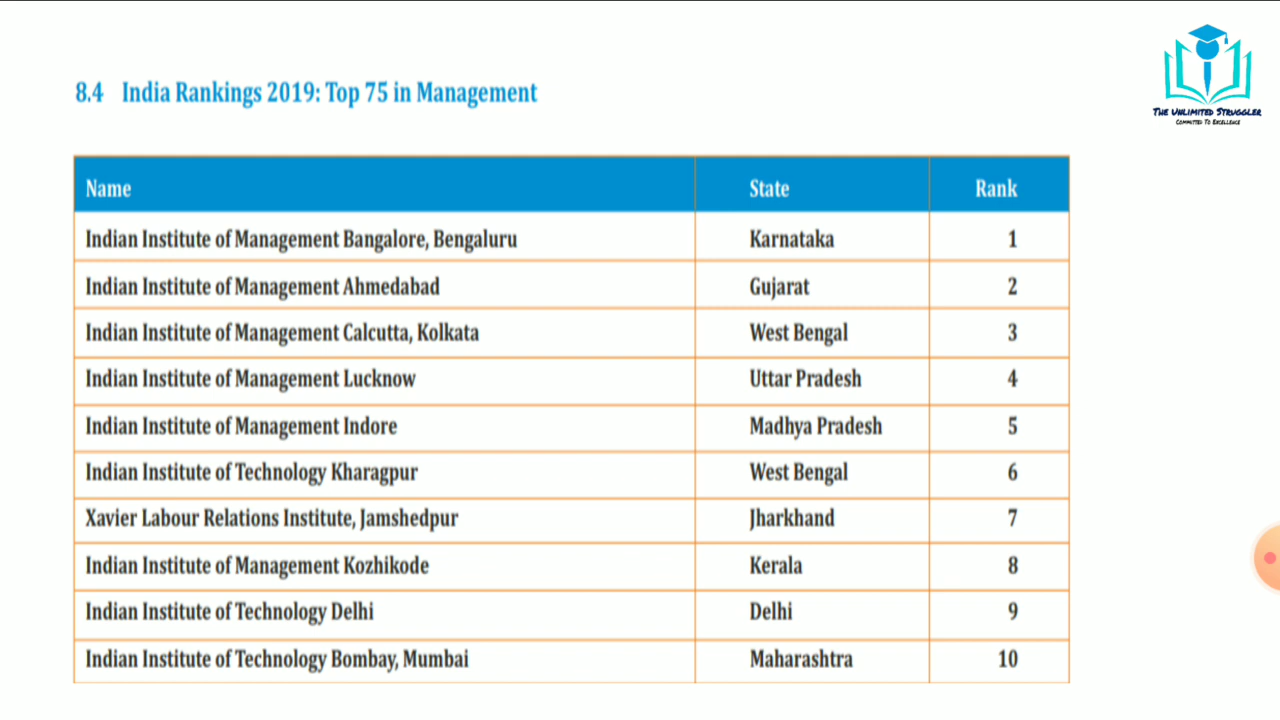 THE UNLIMITED STRUGGLER
COMMITTED TO EXCELLENCE
8.4 India Rankings 2019: Top 75 in Management
Name State Rank
Indian Institute of Management Bangalore, Bengaluru Karnataka 1
Indian Institute of Management Ahmedabad Gujarat 2
Indian Institute of Management Calcutta, Kolkata West Bengal 3
Indian Institute of Management Lucknow Uttar Pradesh 4
Indian Institute of Management Indore Madhya Pradesh 5
Indian Institute of Technology Kharagpur West Bengal 6
Xavier Labour Relations Institute, Jamshedpur Jharkhand 7
Indian Institute of Management Kozhikode Kerala 8
Indian Institute of Technology Delhi Delhi 9
Indian Institute of Technology Bombay, Mumbai Maharashtra 10